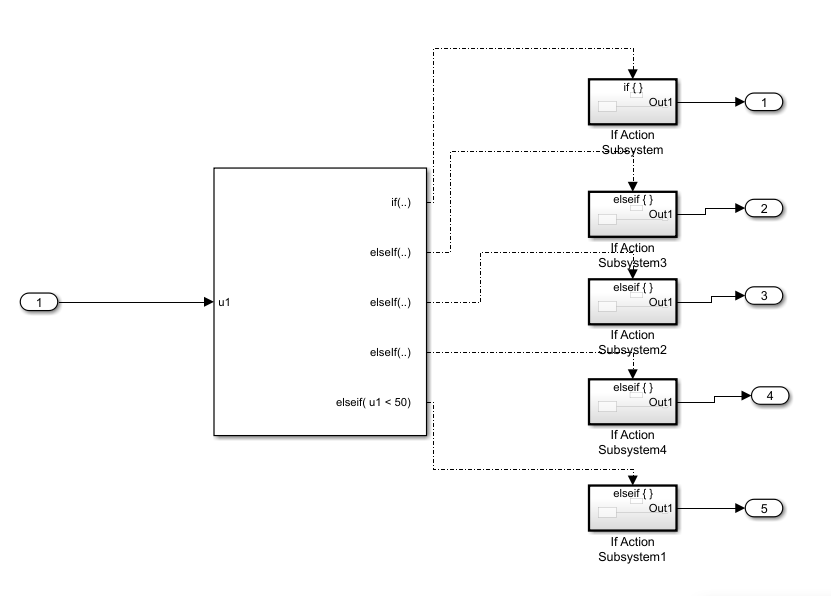 if { }
Out1
1
If Action
Subsystem
if(..)
elseif { }
Out1
2
If Action
Subsystem3
elseIf(..)
elseif { }
Out1
3
If Action
Subsystem2
1
u1
elseIf(..)
elseIf(..)
elseif { }
Out1
4
If Action
Subsystem4
elseif( u1 < 50)
elseif { }
Out1
5
If Action
Subsystem1